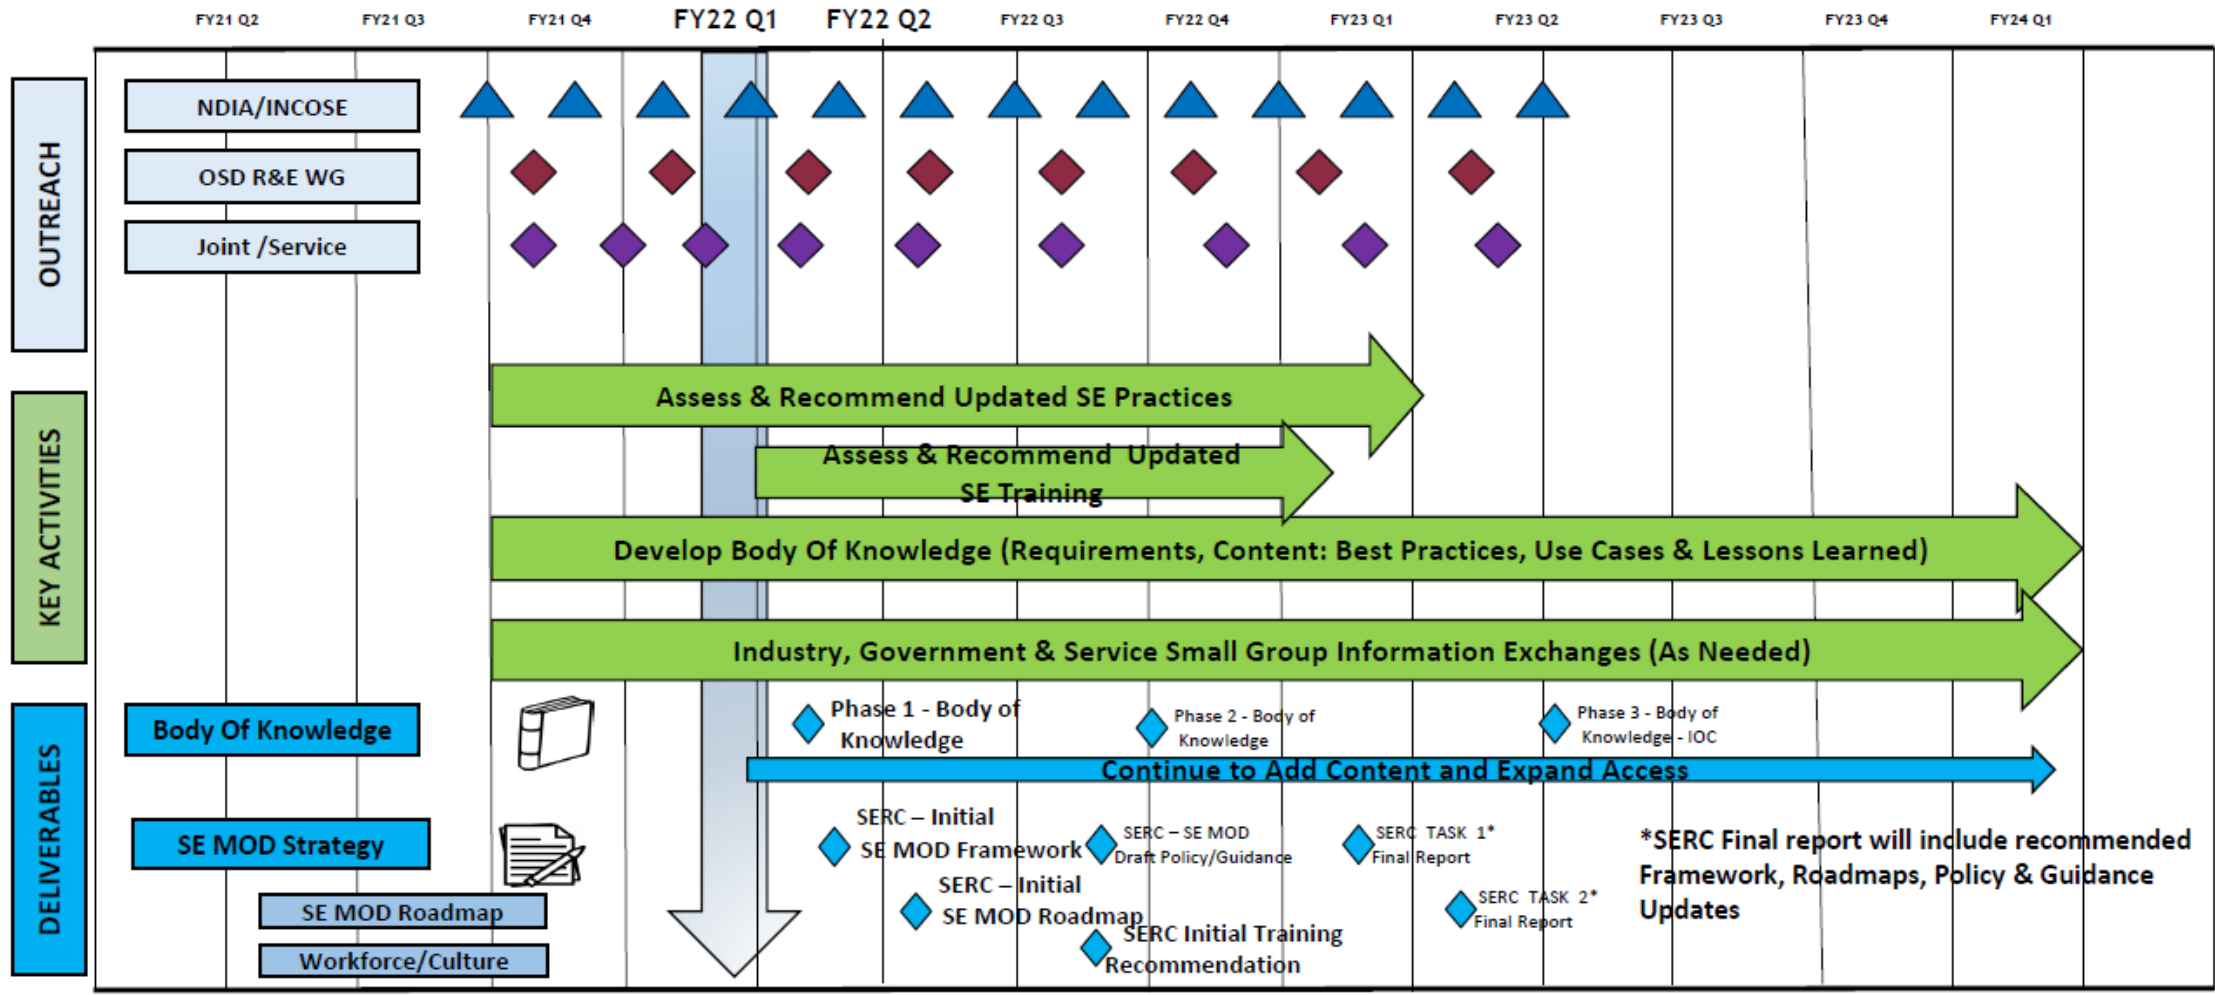 FY21 Q2 FY21 Q3 FY21 Q4 FY22 Q1 FY22 Q2 FY22 Q3 FY22 Q4 FY23 Q1 FY23 Q2 FY23 Q3 FY23 Q4 FY24 Q1
OUTREACH
NDIA/INCOSE
OSD R&E WG
Joint /Service
KEY ACTIVITIES
Assess & Recommend Updated SE Practices
Assess & Recommend Updated
SE Training
Develop Body Of Knowledge (Requirements, Content: Best Practices, Use Cases & Lessons Learned)
Industry, Government & Service Small Group Information Exchanges (As Needed)
DELIVERABLES
Body Of Knowledge
Phase 1 - Body of
Knowledge
Phase 2 - Body of
Knowledge
Phase 3 - Body of
Knowledge - IOC
Continue to Add Content and Expand Access
SE MOD Strategy
SERC – Initial
SE MOD Framework
SERC – SE MOD
Draft Policy/Guidance
SERC TASK 1*
Final Report
*SERC Final report will include recommended
Framework, Roadmaps, Policy & Guidance
Updates
SE MOD Roadmap
SERC – Initial
SE MOD Roadmap
SERC TASK 2*
Final Report
Workforce/Culture
SERC Initial Training
Recommendation